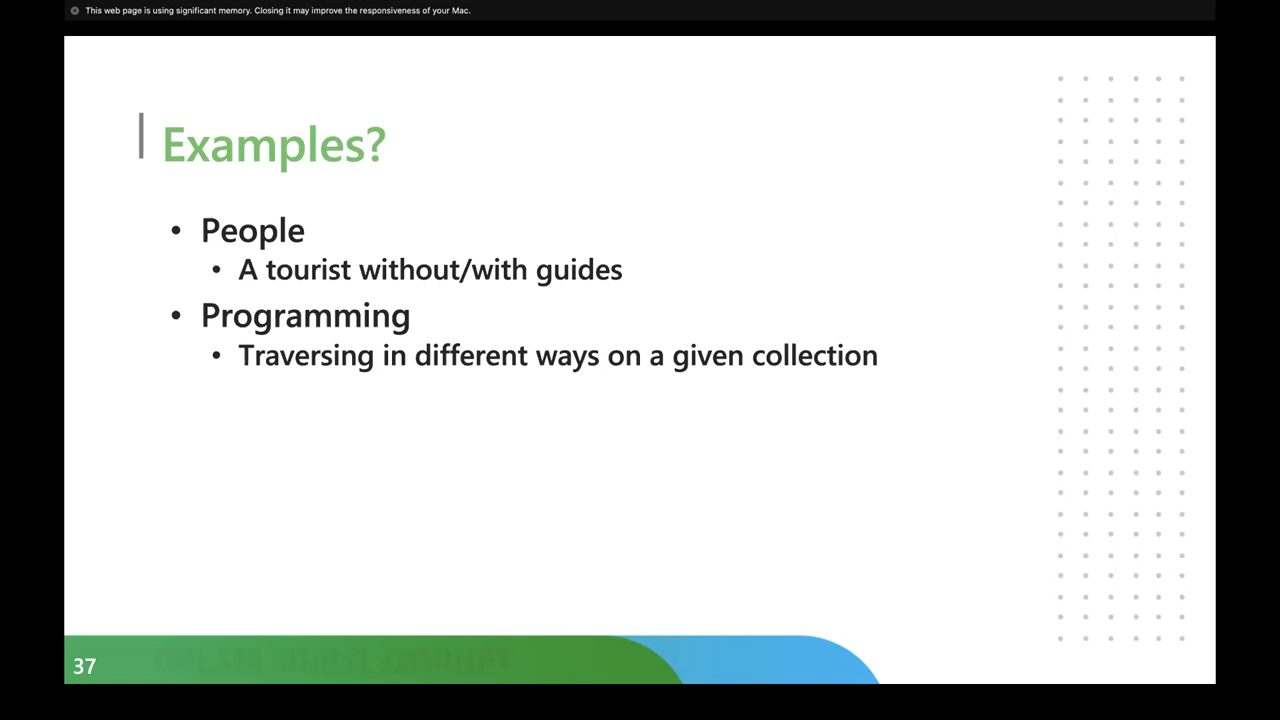 This web page is using significant memory. Closing it may improve the responsiveness of your Mac.
Examples?
• People
• A tourist without/with guides
• Programming
• Traversing in different ways on a given collection
37